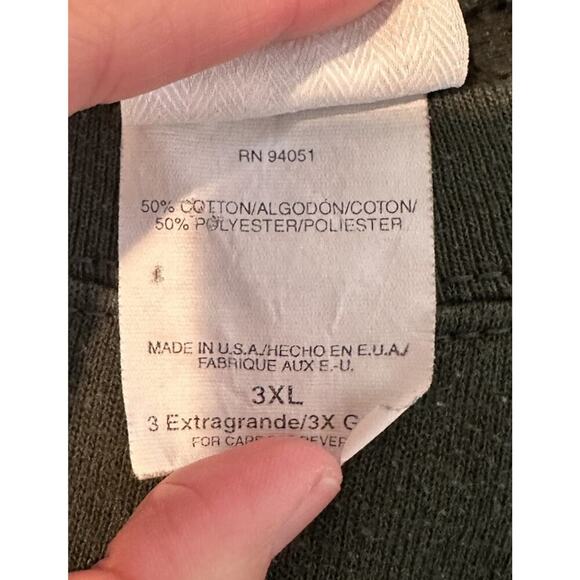 RN 94051
50% COTTON/ALGODÓN/COTON/
50% POLYESTER/POLIESTER
MADE IN U.S.A./HECHO EN E.U.A./
FABRIQUE AUX E.-U.
3XL
3 Extragrande/3X G
FOR CARE